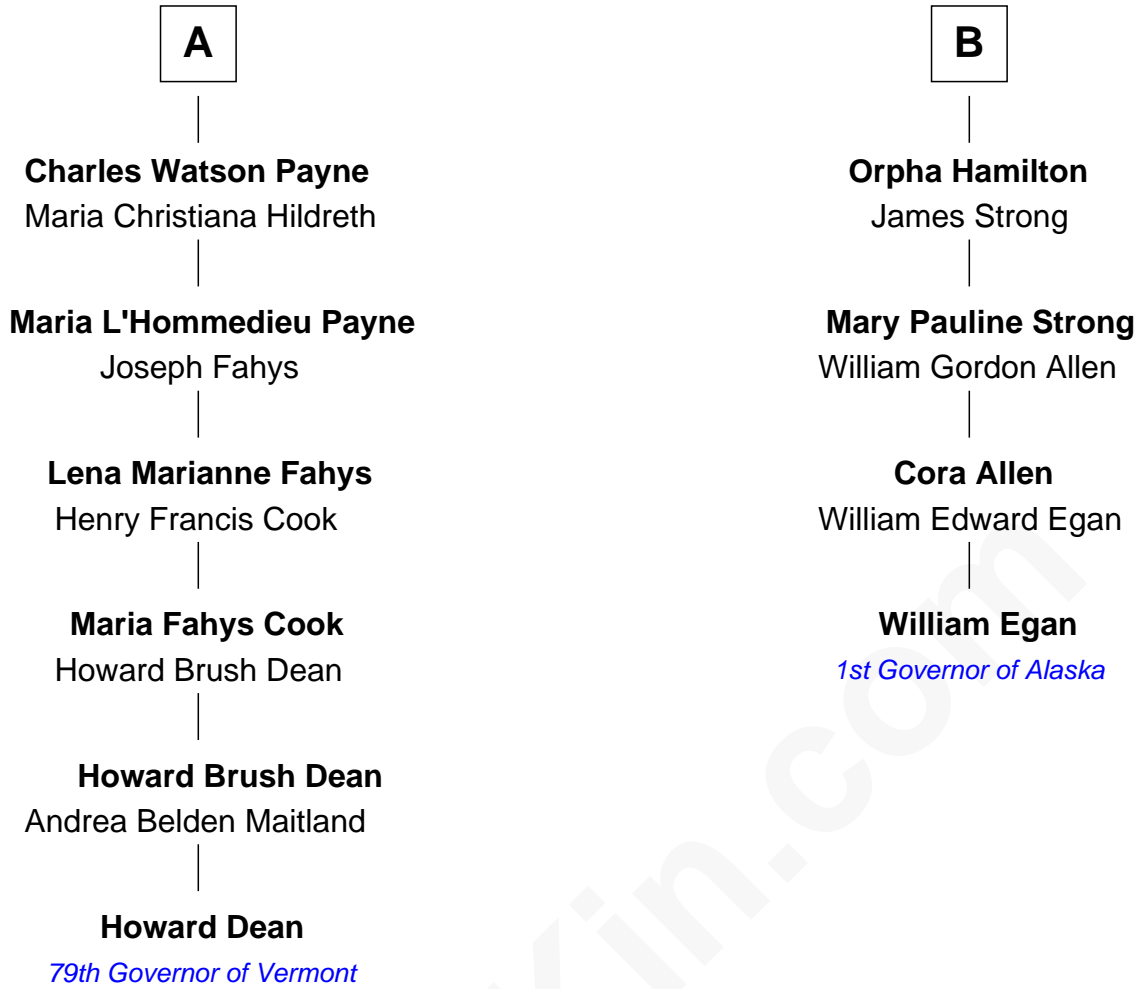 A
Charles Watson Payne
Maria Christiana Hildreth
Maria L'Hommedieu Payne
Joseph Fahys
Lena Marianne Fahys
Henry Francis Cook
Maria Fahys Cook
Howard Brush Dean
Howard Brush Dean
Andrea Belden Maitland
Howard Dean
79th Governor of Vermont
B
Orpha Hamilton
James Strong
Mary Pauline Strong
William Gordon Allen
Cora Allen
William Edward Egan
William Egan
1st Governor of Alaska
Kin.com